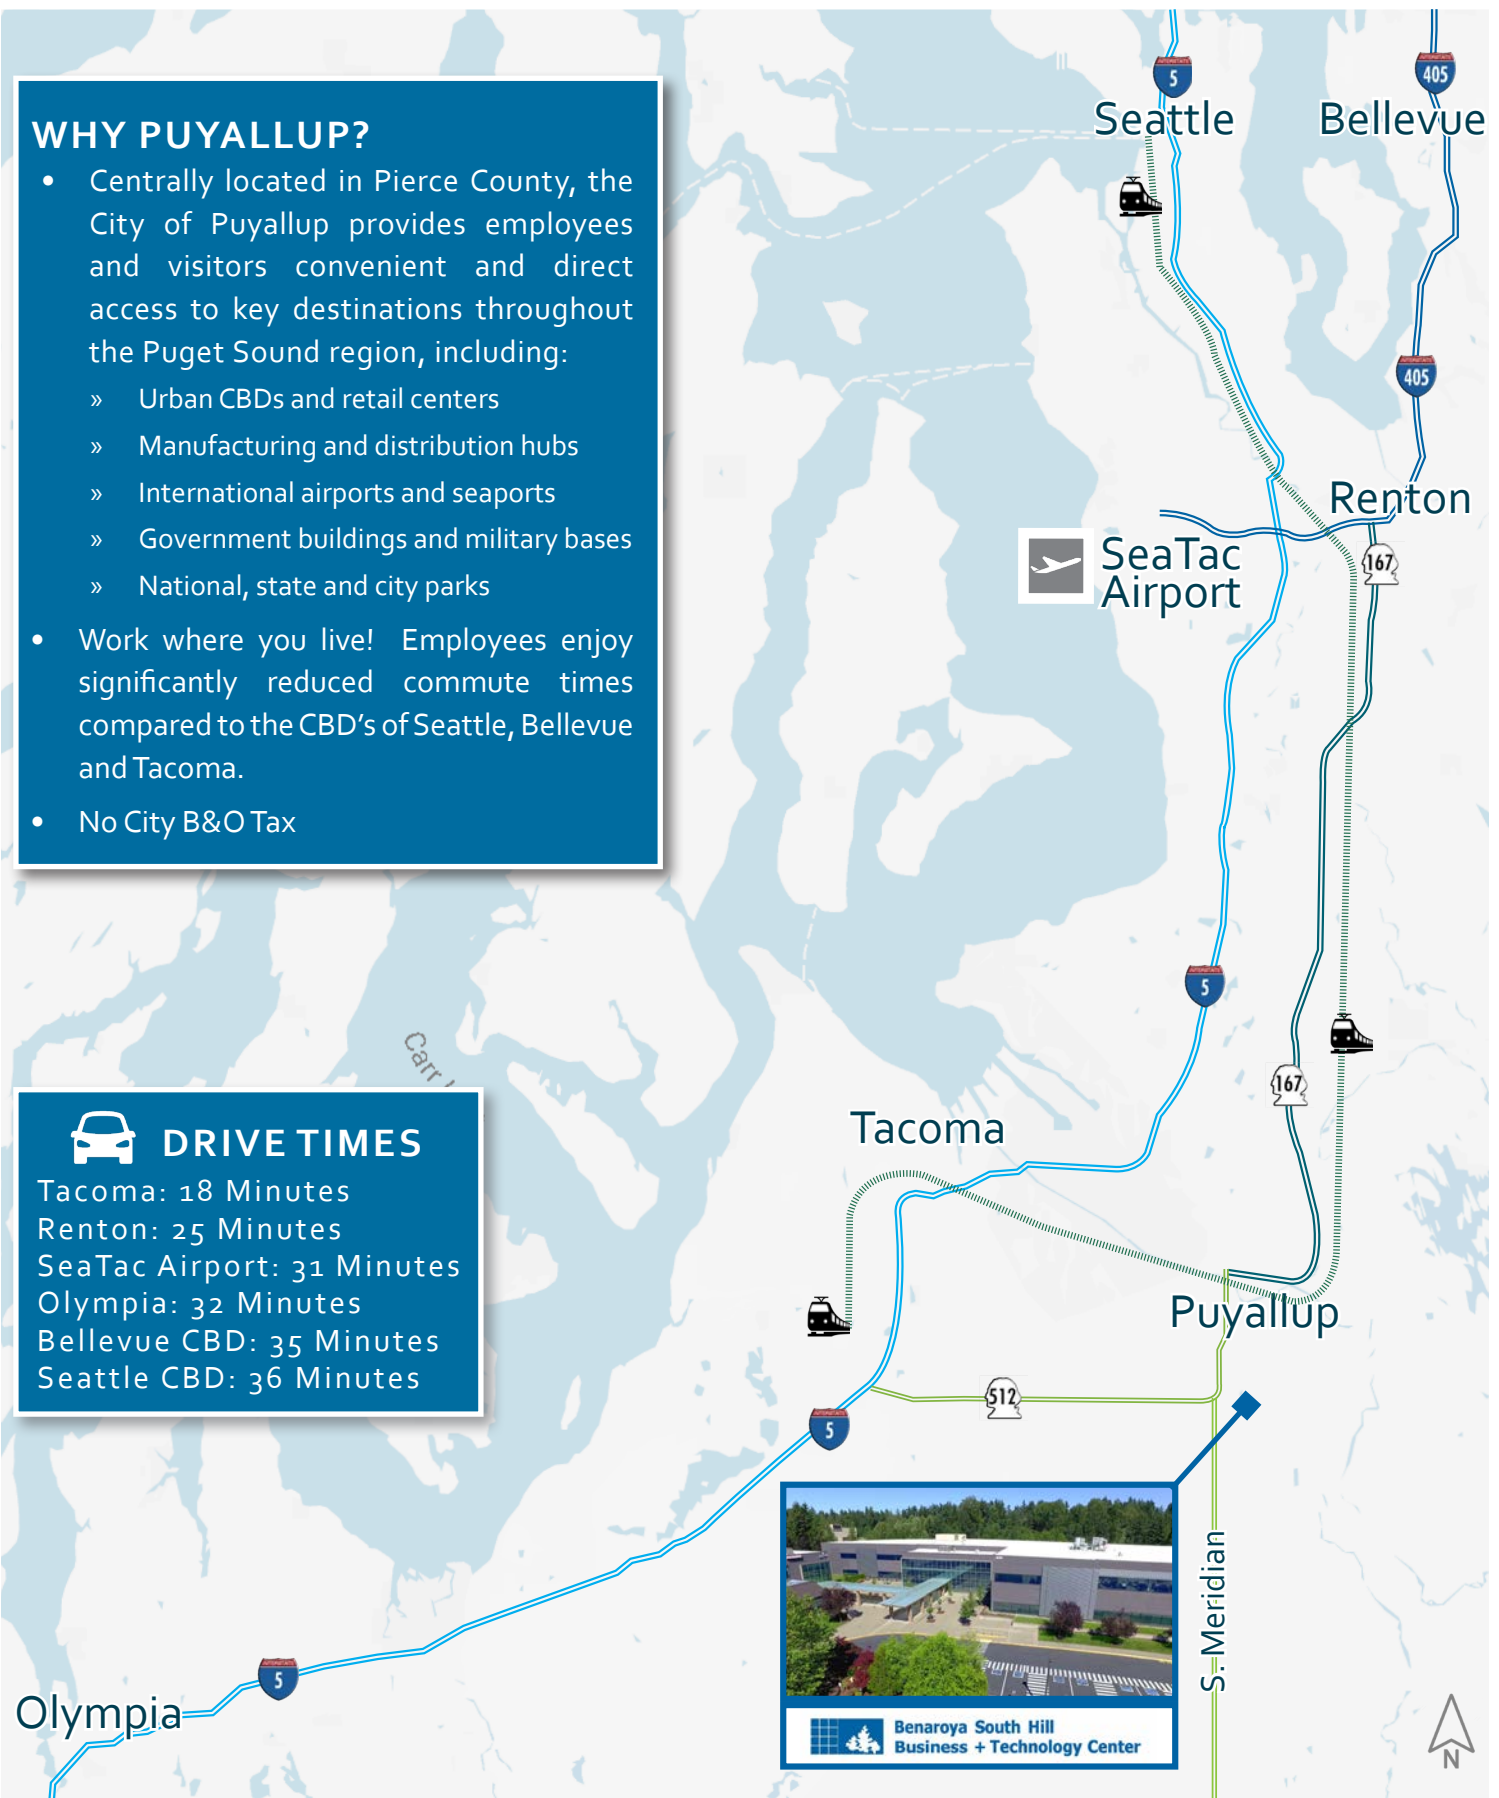 WHY PUYALLUP?
• Centrally located in Pierce County, the
City of Puyallup provides employees
and visitors convenient and direct
access to key destinations throughout
the Puget Sound region, including:
» Urban CBDs and retail centers
» Manufacturing and distribution hubs
» International airports and seaports
» Government buildings and military bases
» National, state and city parks
• Work where you live! Employees enjoy
significantly reduced commute times
compared to the CBD's of Seattle, Bellevue
and Tacoma.
• No City B&O Tax
5
Seattle
405
Bellevue
405
Renton
SeaTac
Airport
167
5
Carr
167
DRIVE TIMES
Tacoma: 18 Minutes
Renton: 25 Minutes
SeaTac Airport: 31 Minutes
Olympia: 32 Minutes
Bellevue CBD: 35 Minutes
Seattle CBD: 36 Minutes
Tacoma
Puyallup
512
5
S. Meridian
5
Olympia
Benaroya South Hill
Business + Technology Center
N